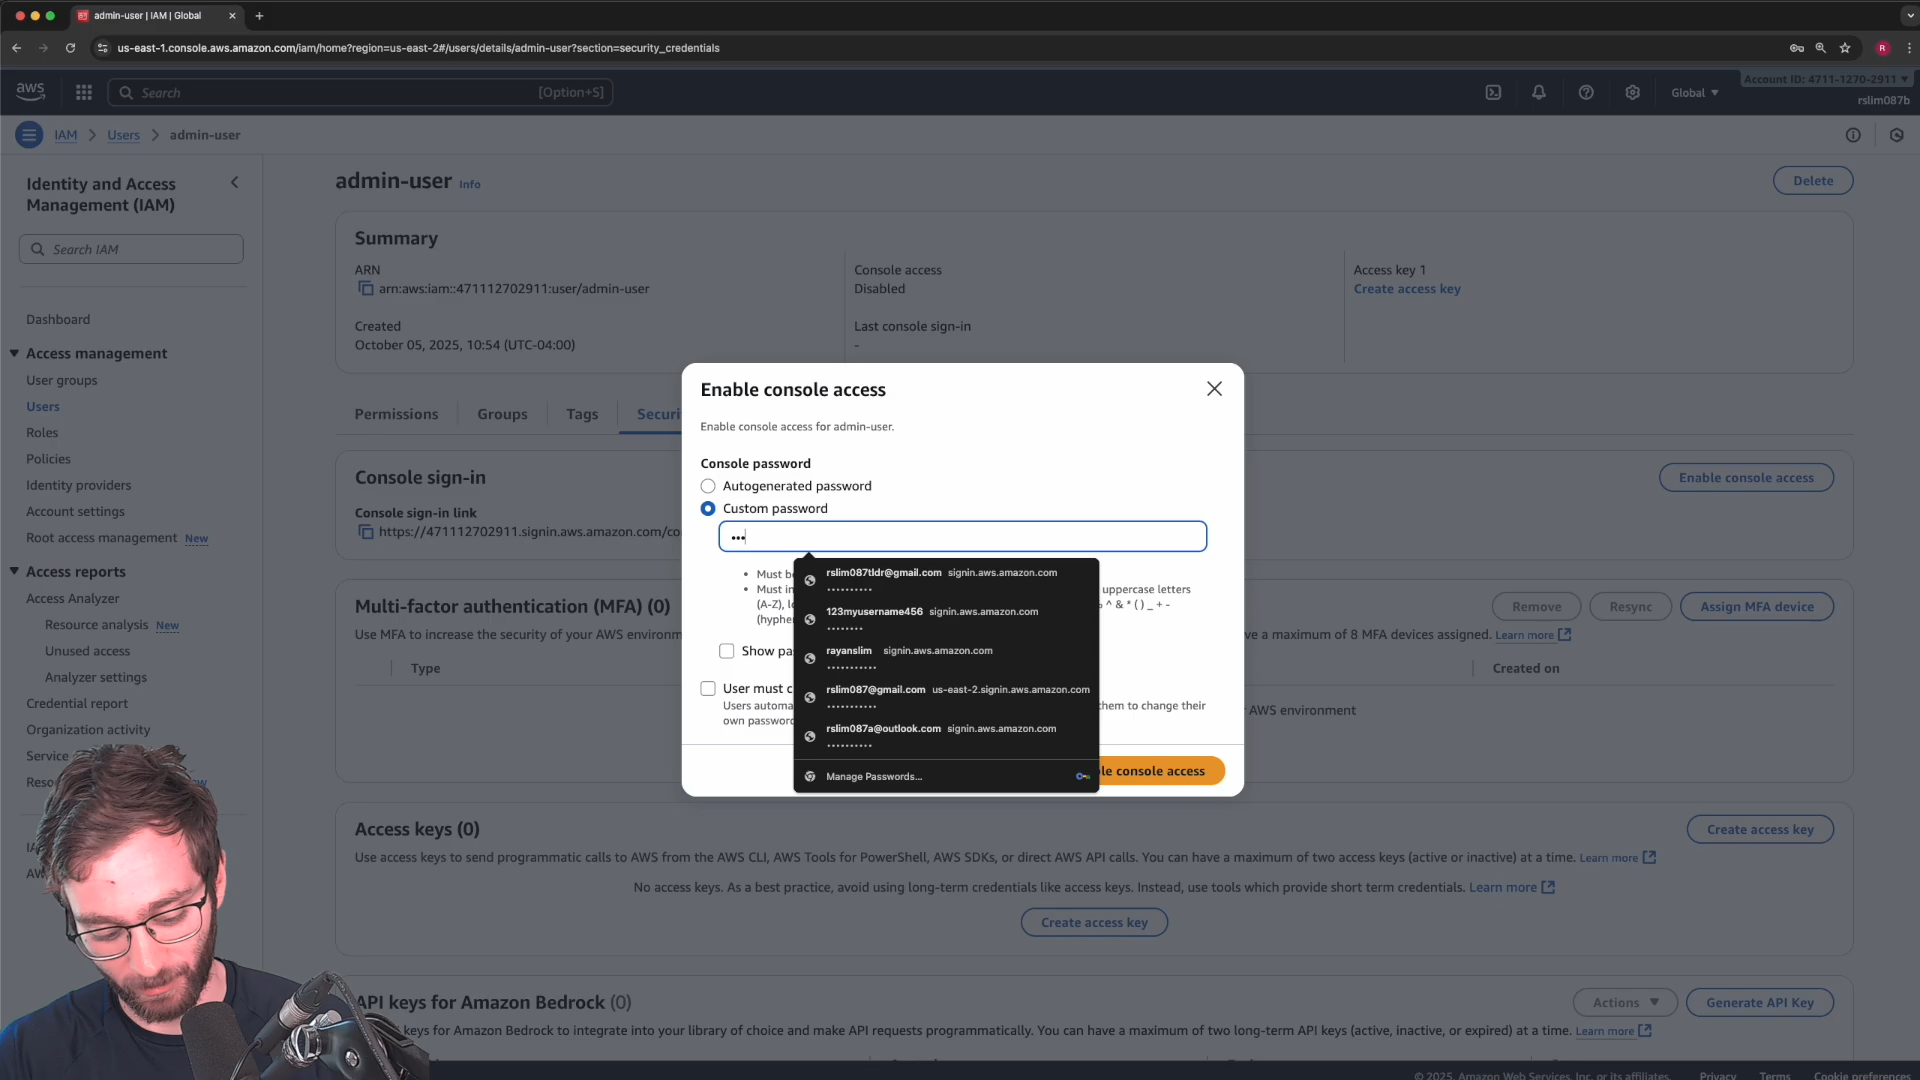 admin-user | IAM | Global
us-east-1.console.aws.amazon.com/iam/home?region=us-east-2#/users/details/admin-user?section=security_credentials
R
aws
Search
[Option+S]
Global
Account ID: 4711-1270-2911
rslim087b
IAM
Users
admin-user
Identity and Access
Management (IAM)
Search IAM
Dashboard
Access management
User groups
Users
Roles
Policies
Identity providers
Account settings
Root access management New
Access reports
Access Analyzer
Resource analysis New
Unused access
Analyzer settings
Credential report
Organization activity
Service
admin-user Info
Delete
Summary
ARN
arn:aws:iam::471112702911:user/admin-user
Created
October 05, 2025, 10:54 (UTC-04:00)
Console access
Disabled
Last console sign-in
-
Access key 1
Create access key
Permissions
Groups
Tags
Securi
Console sign-in
Enable console access
Console sign-in link
https://471112702911.signin.aws.amazon.com/co
Multi-factor authentication (MFA) (0)
Remove
Resync
Assign MFA device
Use MFA to increase the security of your AWS environm
ve a maximum of 8 MFA devices assigned. Learn more
Type
Created on
AWS environment
Enable console access
Enable console access for admin-user.
Console password
Autogenerated password
Custom password
•••
Must be
Must in
uppercase letters
(A-Z), lo
^ & * ( ) _ + -
(hyphe
Show pa
User must c
Users automa
them to change their
own password
le console access
rslim087tldr@gmail.com signin.aws.amazon.com
123myusername456 signin.aws.amazon.com
rayanslim signin.aws.amazon.com
rslim087@gmail.com us-east-2.signin.aws.amazon.com
rslim087a@outlook.com signin.aws.amazon.com
Manage Passwords...
Access keys (0)
Create access key
Use access keys to send programmatic calls to AWS from the AWS CLI, AWS Tools for PowerShell, AWS SDKs, or direct AWS API calls. You can have a maximum of two access keys (active or inactive) at a time. Learn more
No access keys. As a best practice, avoid using long-term credentials like access keys. Instead, use tools which provide short term credentials. Learn more
Create access key
API keys for Amazon Bedrock (0)
Actions
Generate API Key
keys for Amazon Bedrock to integrate into your library of choice and make API requests programmatically. You can have a maximum of two long-term API keys (active, inactive, or expired) at a time. Learn more
© 2025, Amazon Web Services, Inc. or its affiliates.
Privacy
Terms
Cookie preferences